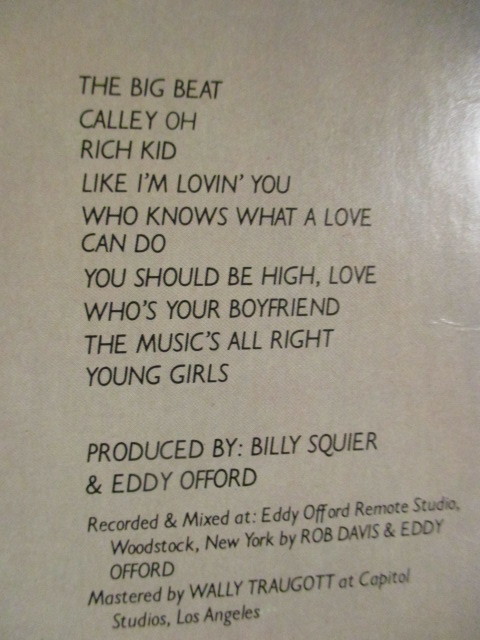 THE BIG BEAT
CALLEY OH
RICH KID
LIKE I'M LOVIN' YOU
WHO KNOWS WHAT A LOVE
CAN DO
YOU SHOULD BE HIGH, LOVE
WHO'S YOUR BOYFRIEND
THE MUSIC'S ALL RIGHT
YOUNG GIRLS
PRODUCED BY: BILLY SQUIER
& EDDY OFFORD
Recorded & Mixed at: Eddy Offord Remote Studio,
Woodstock, New York by ROB DAVIS & EDDY
OFFORD
Mastered by WALLY TRAUGOTT at Capitol
Studios, Los Angeles